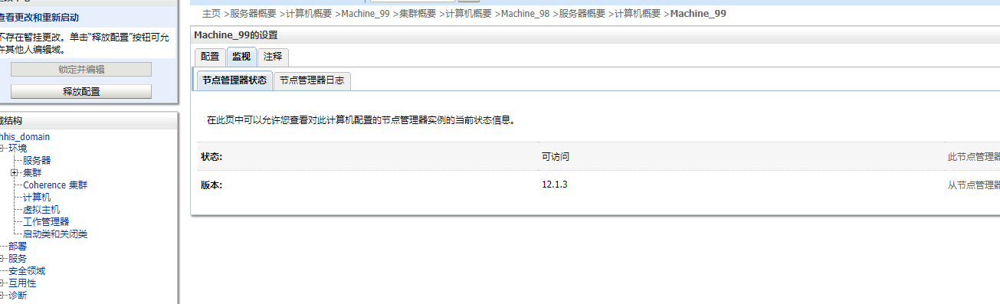 主页 >服务器概要 >计算机概要 >Machine_99 >集群概要 >计算机概要 >Machine_98 >服务器概要 >计算机概要 >Machine_99
查看更改和重新启动
不存在暂挂更改。单击“释放配置”按钮可允
许其他人编辑域。
锁定并编辑
释放配置
域结构
hhis_domain
环境
服务器
集群
Coherence 集群
计算机
虚拟主机
工作管理器
启动类和关闭类
部署
服务
安全领域
互用性
诊断
Machine_99的设置
配置 监视 注释
节点管理器状态 节点管理器日志
在此页中可以允许您查看对此计算机配置的节点管理器实例的当前状态信息。
状态: 可访问 此节点管理器
版本: 12.1.3 从节点管理器